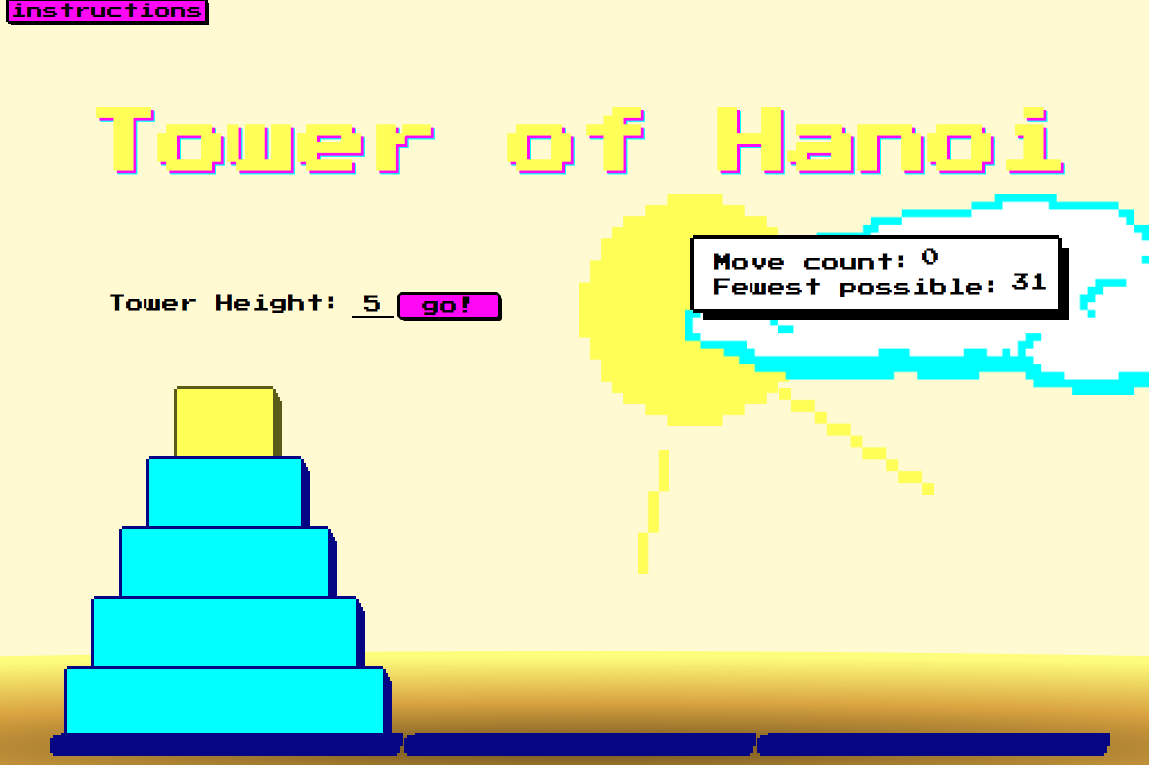 instructions
Tower of Hanoi
Move count: 0
Fewest possible: 31
Tower Height: 5 go!